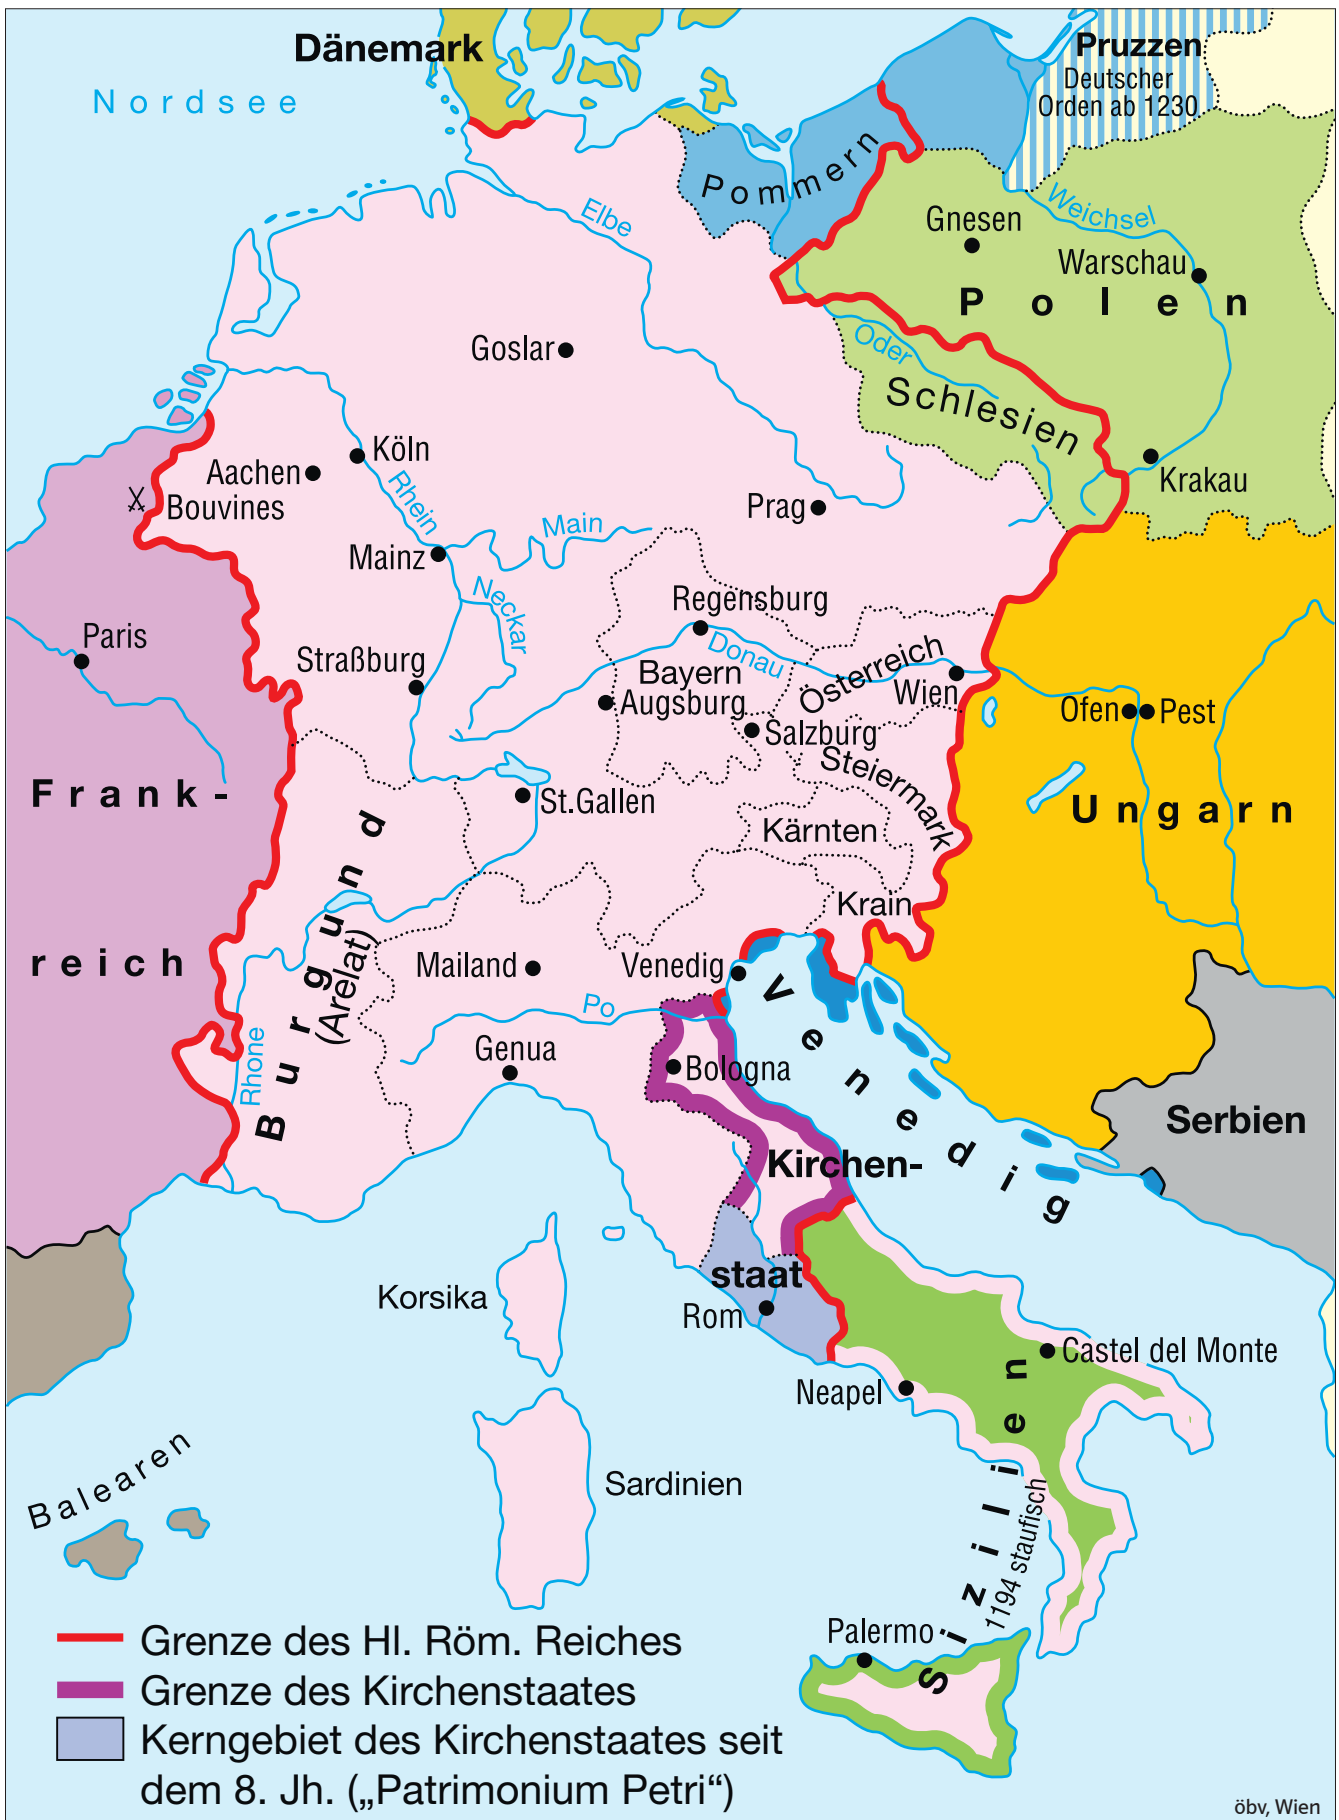 Dänemark
Pruzzen
Deutscher
Orden ab 1230
Nordsee
Pommern
Elbe
Weichsel
Gnesen
Warschau
Polen
Goslar
Oder
Schlesien
Köln
Aachen
Rhein
Bouvines
Krakau
Prag
Main
Mainz
Neckar
Regensburg
Paris
Straßburg
Donau
Bayern
Österreich
Wien
Augsburg
Ofen
Pest
Salzburg
Steiermark
Frank-
reich
St.Gallen
Ungarn
Kärnten
Burgund
(Arelat)
Krain
Mailand
Venedig
Po
Venedig
Rhone
Genua
Bologna
Serbien
Kirchen-
staat
Korsika
Rom
Castel del Monte
Neapel
Balearen
Sardinien
Sizilien
1194 staufisch
Palermo
Grenze des Hl. Röm. Reiches
Grenze des Kirchenstaates
Kerngebiet des Kirchenstaates seit
dem 8. Jh. („Patrimonium Petri“)
öbv, Wien